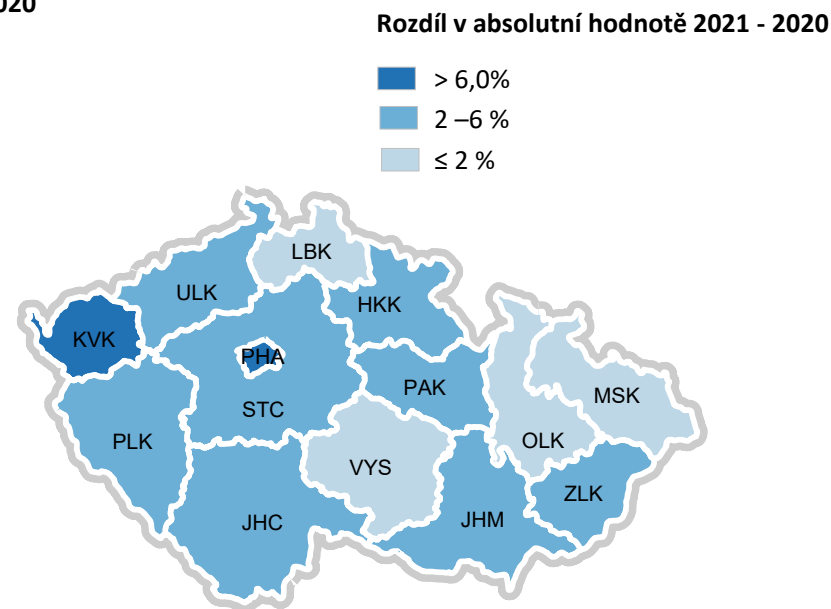 020
Rozdíl v absolutní hodnotě 2021 - 2020
> 6,0%
2 –6 %
≤ 2 %
LBK
ULK
HKK
KVK
PHA
PAK
MSK
STC
PLK
OLK
VYS
ZLK
JHC
JHM